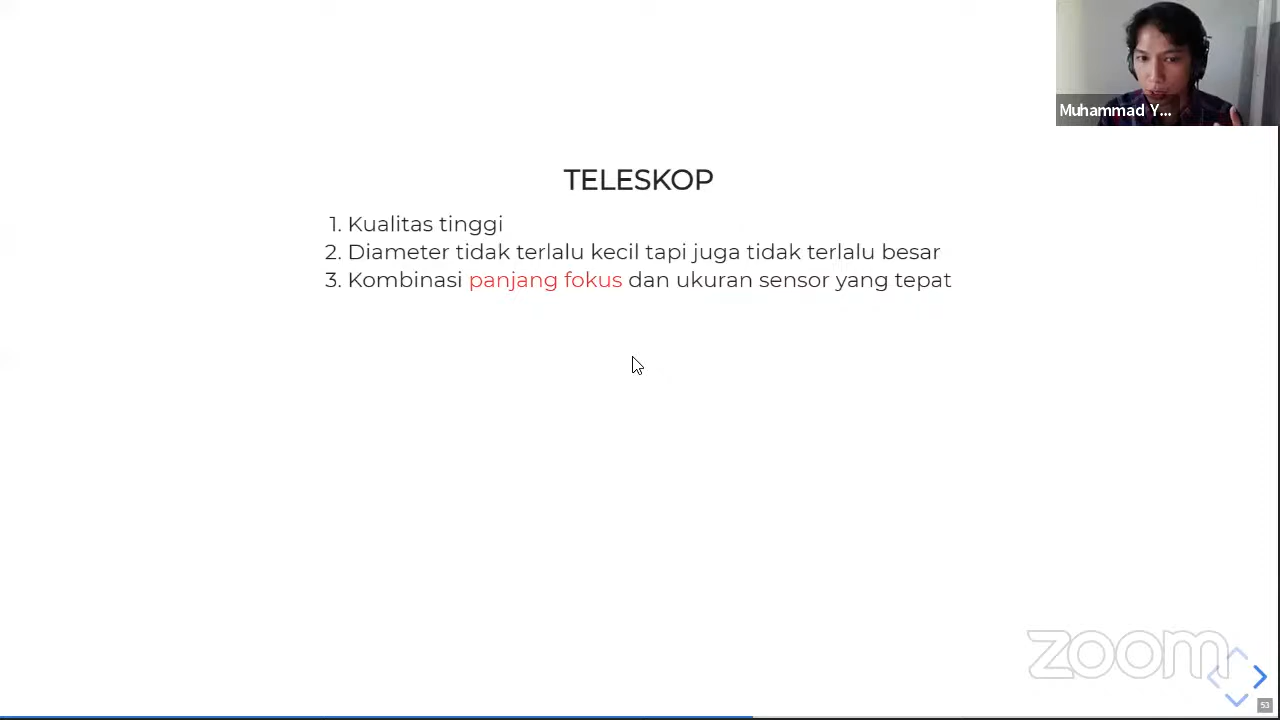 Muhammad Y...
TELESKOP
1. Kualitas tinggi
2. Diameter tidak terlalu kecil tapi juga tidak terlalu besar
3. Kombinasi panjang fokus dan ukuran sensor yang tepat
zoom
53